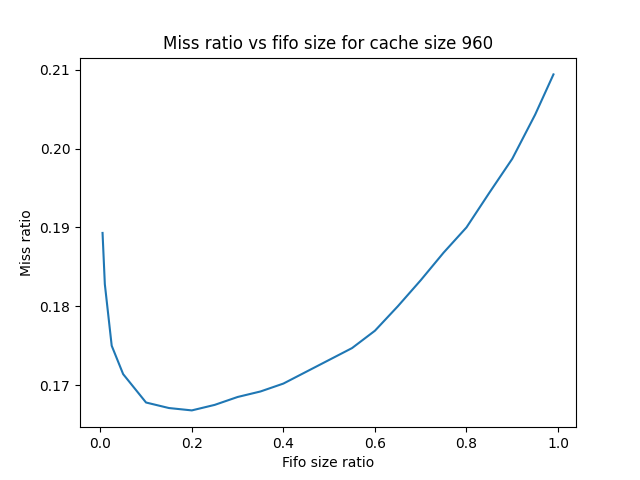 Miss ratio vs fifo size for cache size 960
0.21
0.20
0.19
0.18
0.17
Miss ratio
0.0 0.2 0.4 0.6 0.8 1.0
Fifo size ratio